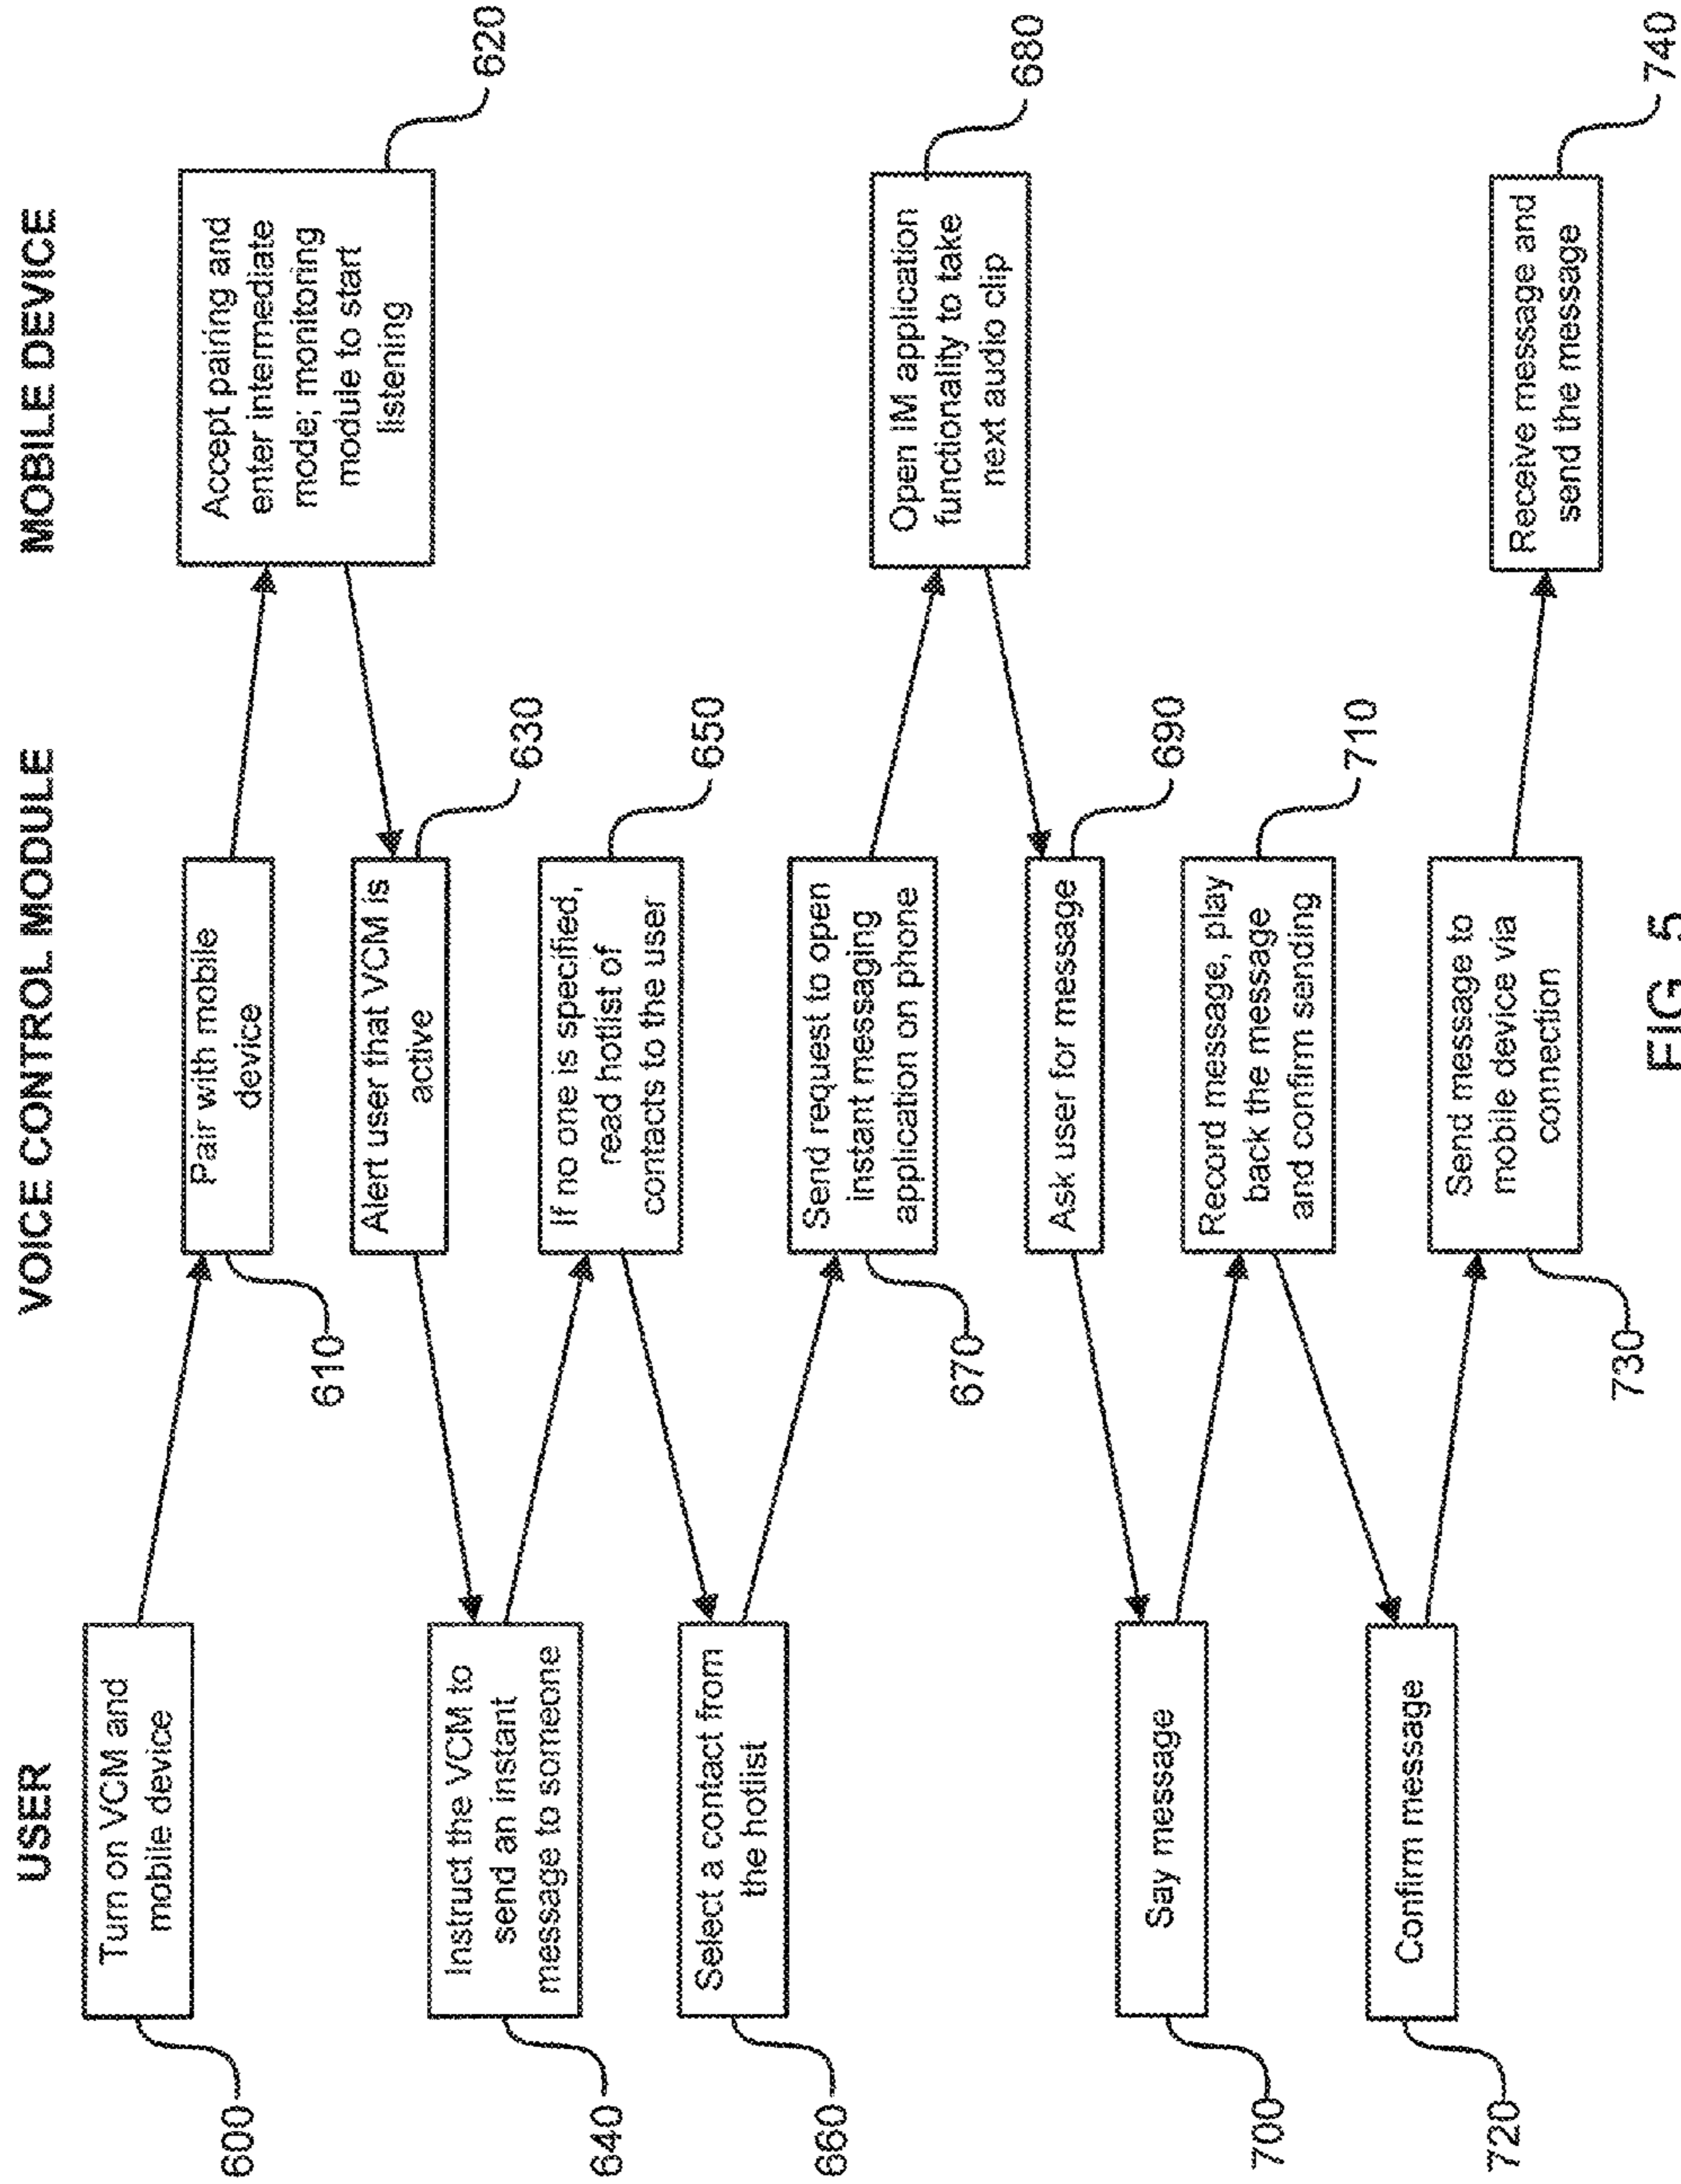 USER
VOICE CONTROL MODULE
MOBILE DEVICE
Turn on VCM and
mobile device
600
Pair with mobile
device
610
Accept pairing and
enter intermediate
mode; monitoring
module to start
listening
620
Alert user that VCM is
active
630
Instruct the VCM to
send an instant
message to someone
640
If no one is specified,
read hotlist of
contacts to the user
650
Select a contact from
the hotlist
660
Send request to open
instant messaging
application on phone
670
Open IM application
functionality to take
next audio clip
680
Ask user for message
690
Say message
700
Record message, play
back the message
and confirm sending
710
Confirm message
720
Send message to
mobile device via
connection
730
Receive message and
send the message
740
FIG. 5